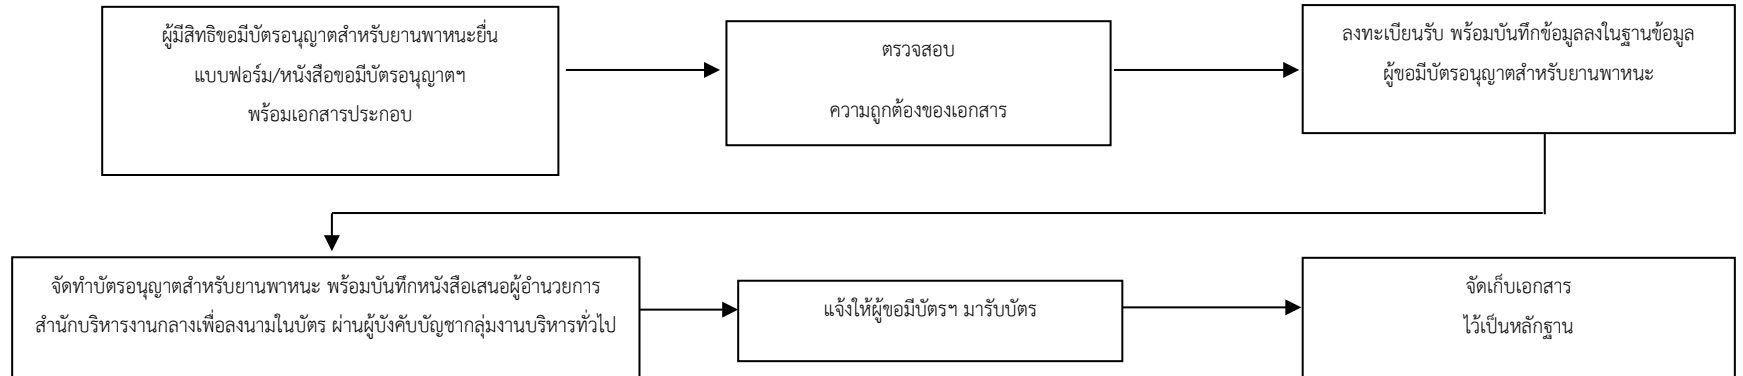 ผู้มีสิทธิขอมีบัตรอนุญาตสำหรับยานพาหนะยื่น
แบบฟอร์ม/หนังสือขอมีบัตรอนุญาตฯ
พร้อมเอกสารประกอบ
ตรวจสอบ
ความถูกต้องของเอกสาร
ลงทะเบียนรับ พร้อมบันทึกข้อมูลลงในฐานข้อมูล
ผู้ขอมีบัตรอนุญาตสำหรับยานพาหนะ
จัดทำบัตรอนุญาตสำหรับยานพาหนะ พร้อมบันทึกหนังสือเสนอผู้อำนวยการ
สำนักบริหารงานกลางเพื่อลงนามในบัตร ผ่านผู้บังคับบัญชากลุ่มงานบริหารทั่วไป
แจ้งให้ผู้ขอมีบัตรฯ มารับบัตร
จัดเก็บเอกสาร
ไว้เป็นหลักฐาน